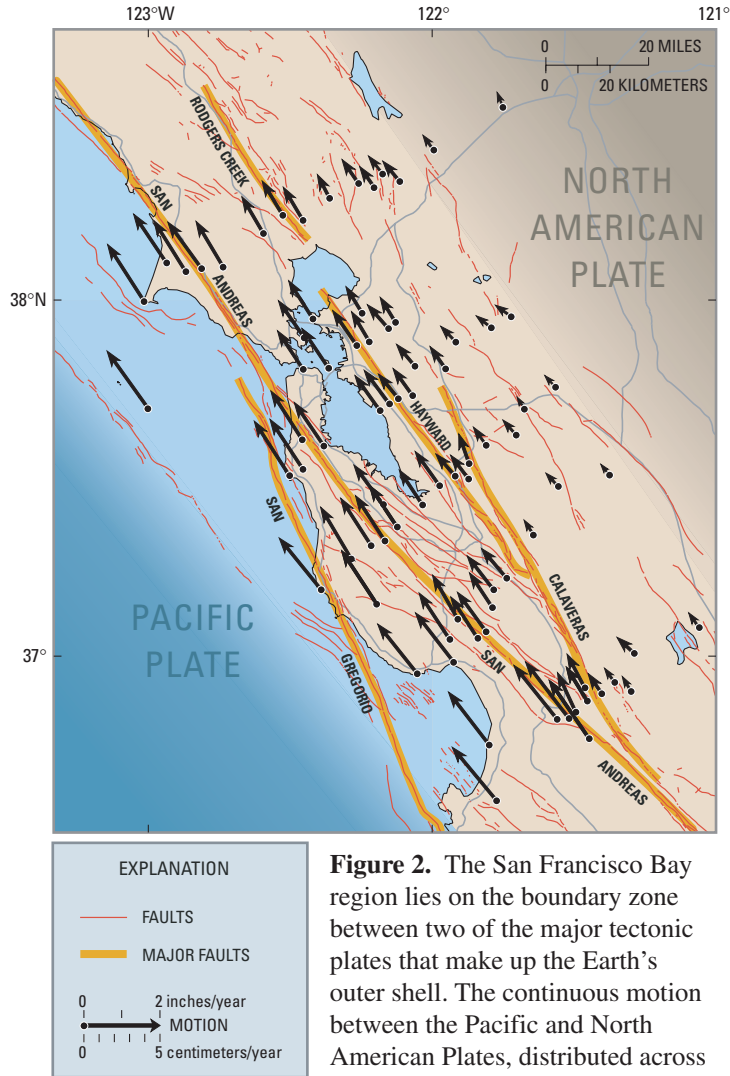 123°W 122° 121°
0 20 MILES
0 20 KILOMETERS
RODGERS CREEK
NORTH
AMERICAN
PLATE
SAN
ANDREAS
38°N
HAYWARD
SAN
GREGORIO
CALAVERAS
PACIFIC
PLATE
37°
SAN
ANDREAS
EXPLANATION
FAULTS
MAJOR FAULTS
0 2 inches/year
MOTION
0 5 centimeters/year
Figure 2. The San Francisco Bay
region lies on the boundary zone
between two of the major tectonic
plates that make up the Earth’s
outer shell. The continuous motion
between the Pacific and North
American Plates, distributed across